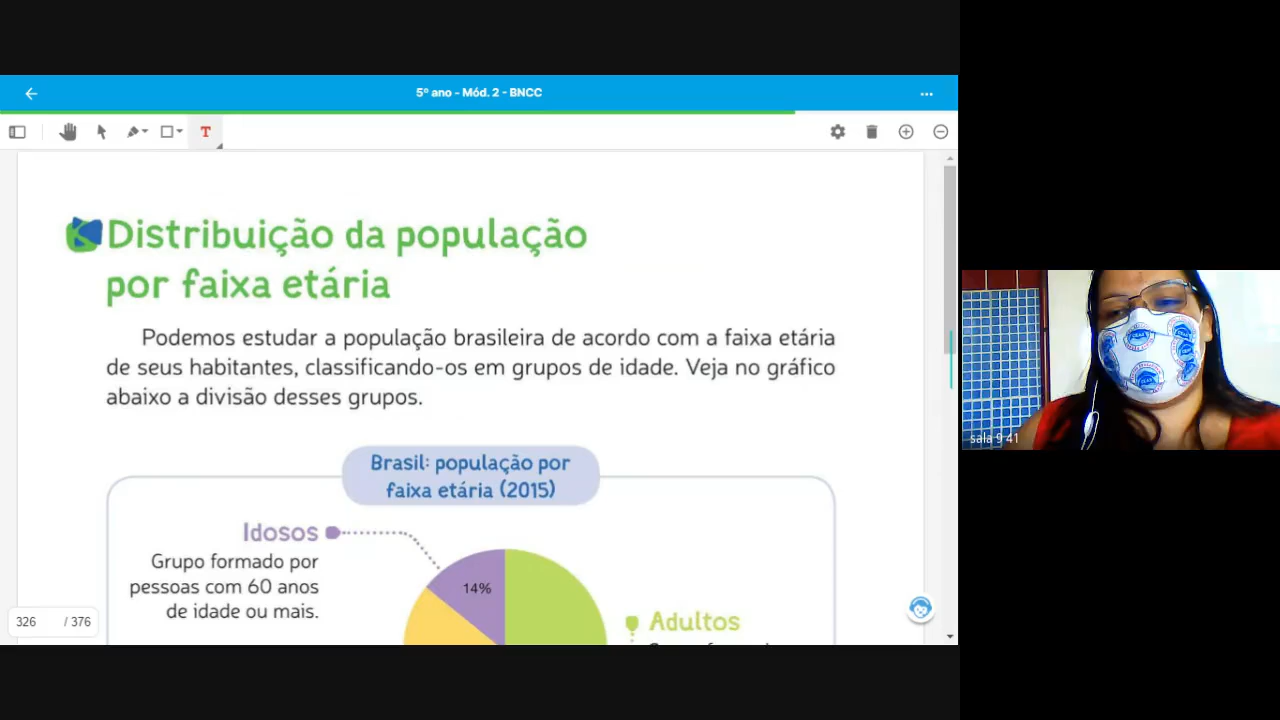 5º ano - Mód. 2 - BNCC
T
Distribuição da população
por faixa etária
Podemos estudar a população brasileira de acordo com a faixa etária
de seus habitantes, classificando-os em grupos de idade. Veja no gráfico
abaixo a divisão desses grupos.
Brasil: população por
faixa etária (2015)
Idosos
Grupo formado por
pessoas com 60 anos
de idade ou mais.
14%
Adultos
326 / 376
sala 9 41